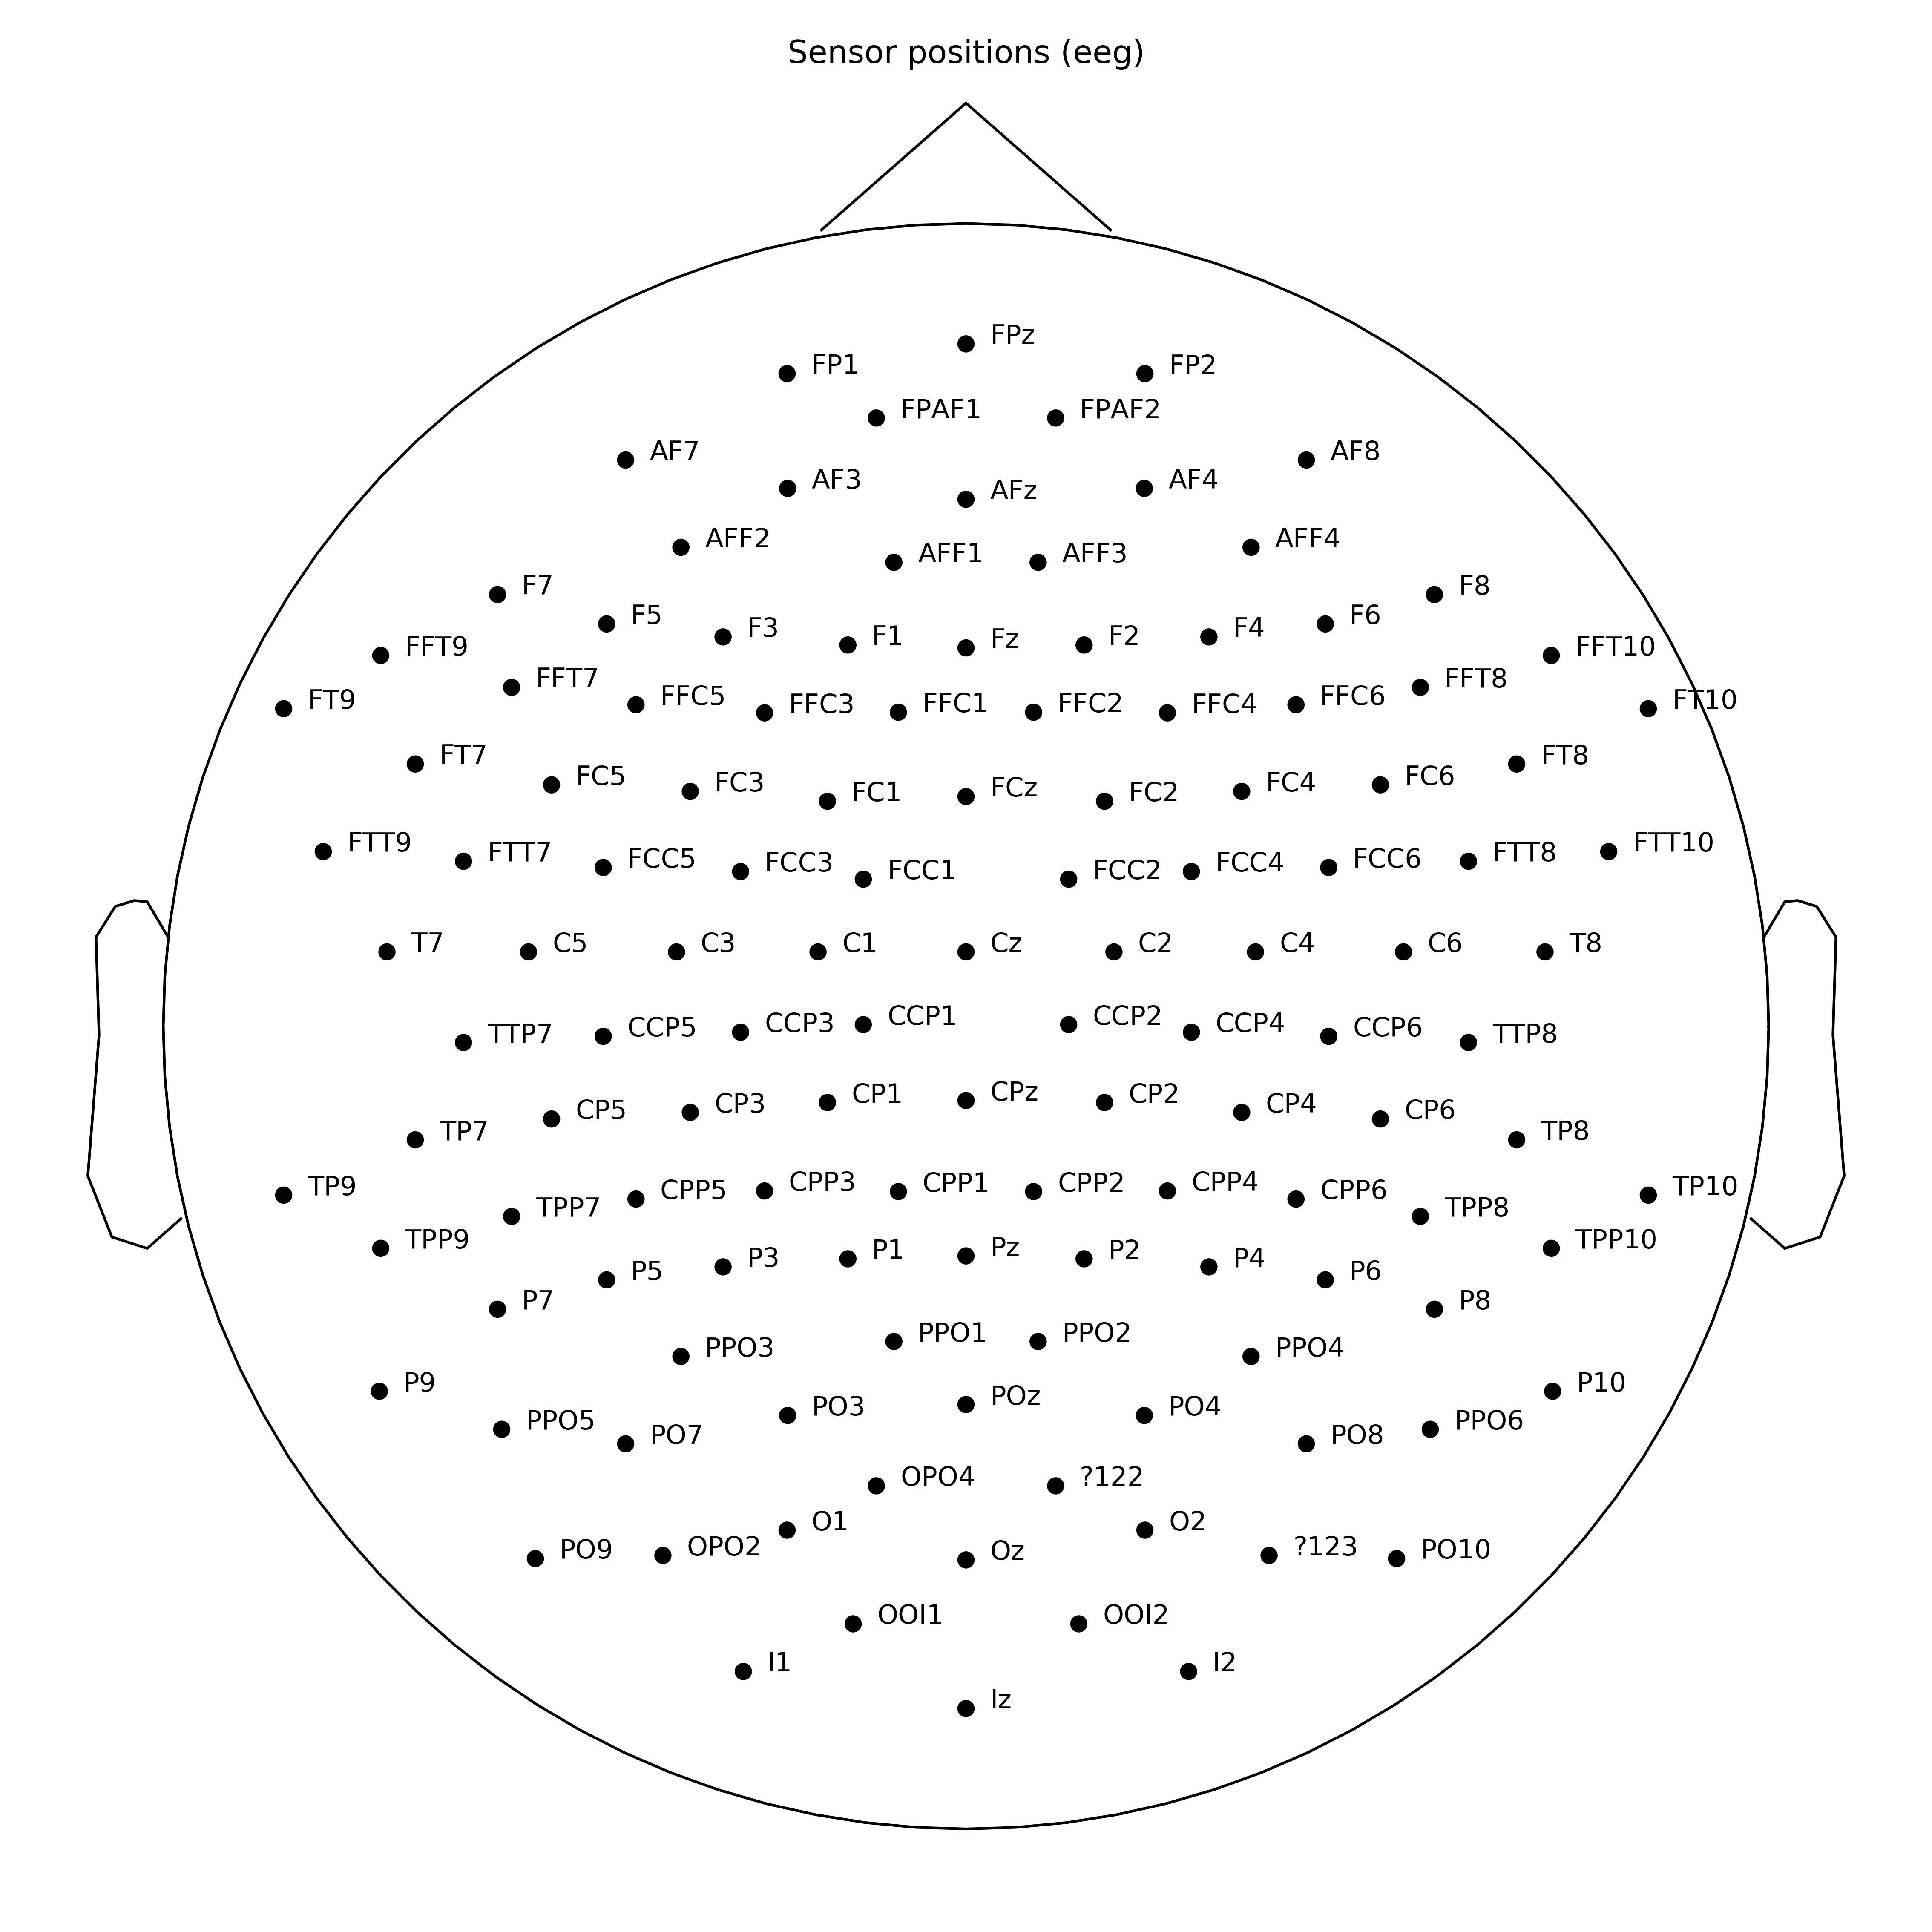 Sensor positions (eeg)
FPz
FP1 FP2
FPAF1 FPAF2
AF7 AF8
AF3 AFz AF4
AFF2 AFF1 AFF3 AFF4
F7 F8
F5 F3 F1 Fz F2 F4 F6
FFT9 FFT10
FT9 FFT7 FFC5 FFC3 FFC1 FFC2 FFC4 FFC6 FFT8 FT10
FT7 FC5 FC3 FC1 FCz FC2 FC4 FC6 FT8
FTT9 FTT7 FCC5 FCC3 FCC1 FCC2 FCC4 FCC6 FTT8 FTT10
T7 C5 C3 C1 Cz C2 C4 C6 T8
TTP7 CCP5 CCP3 CCP1 CCP2 CCP4 CCP6 TTP8
TP7 CP5 CP3 CP1 CPz CP2 CP4 CP6 TP8
TP9 TPP7 CPP5 CPP3 CPP1 CPP2 CPP4 CPP6 TPP8 TP10
TPP9 P5 P3 P1 Pz P2 P4 P6 TPP10
P7 P8
PPO3 PPO1 PPO2 PPO4
P9 P10
PPO5 PO7 PO3 POz PO4 PO8 PPO6
OPO4 ?122
O1 O2
PO9 OPO2 Oz ?123 PO10
OOI1 OOI2
I1 I2
Iz